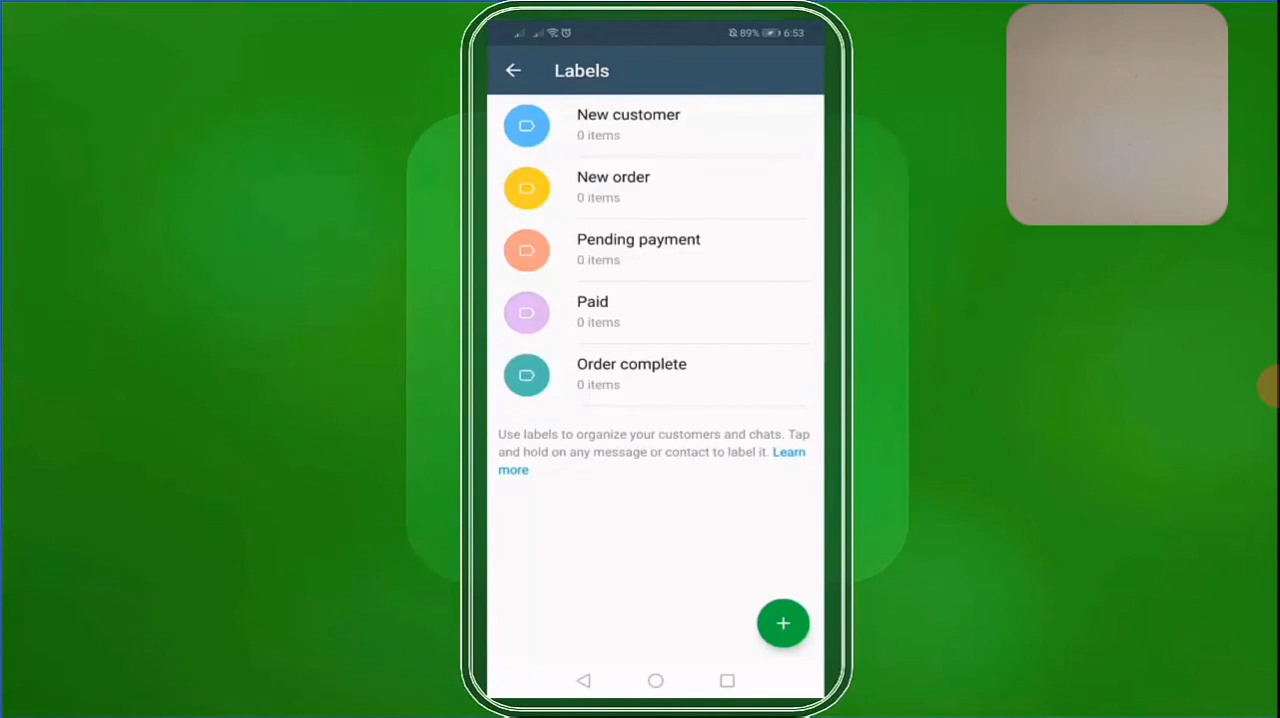 89% 6:53
Labels
New customer
0 items
New order
0 items
Pending payment
0 items
Paid
0 items
Order complete
0 items
Use labels to organize your customers and chats. Tap
and hold on any message or contact to label it. Learn
more